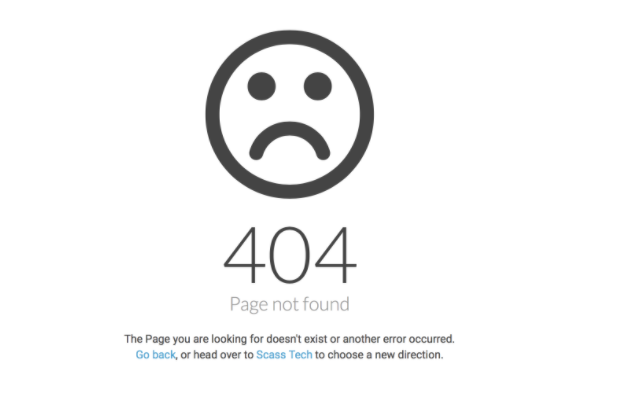 404
Page not found
The Page you are looking for doesn't exist or another error occurred.
Go back, or head over to Scass Tech to choose a new direction.